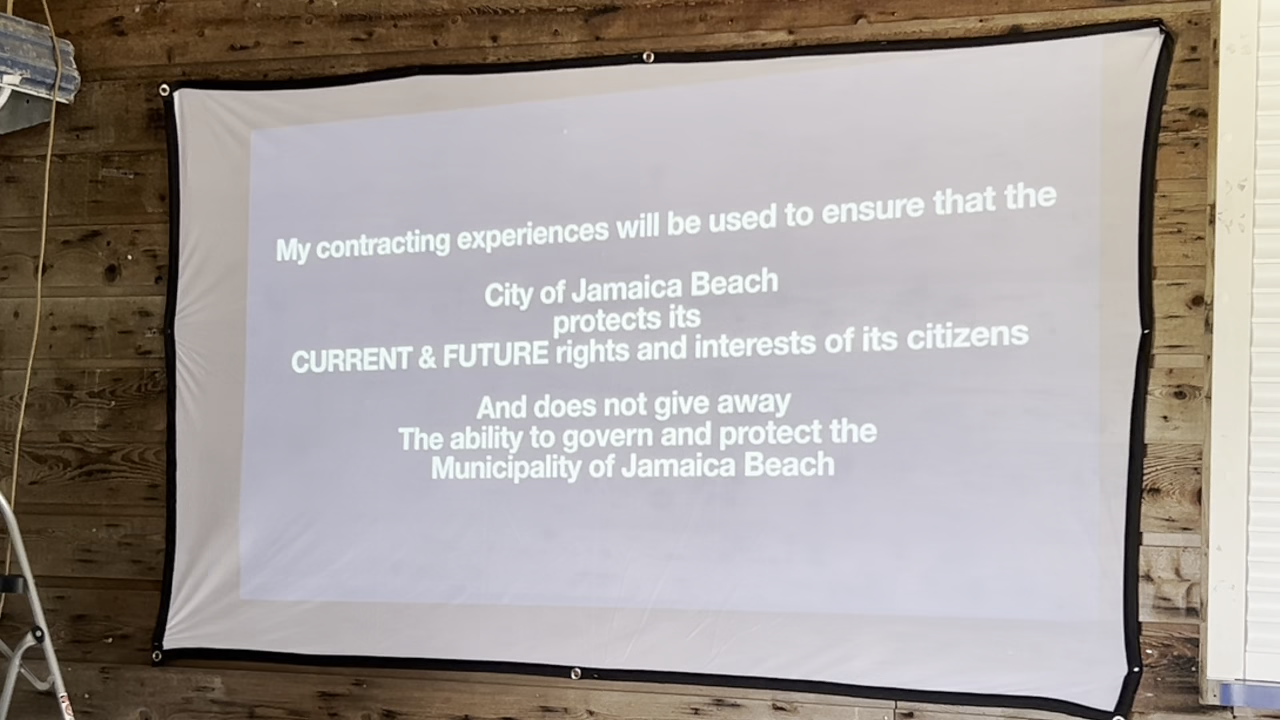 My contracting experiences will be used to ensure that the
City of Jamaica Beach
protects its
CURRENT & FUTURE rights and interests of its citizens
And does not give away
The ability to govern and protect the
Municipality of Jamaica Beach